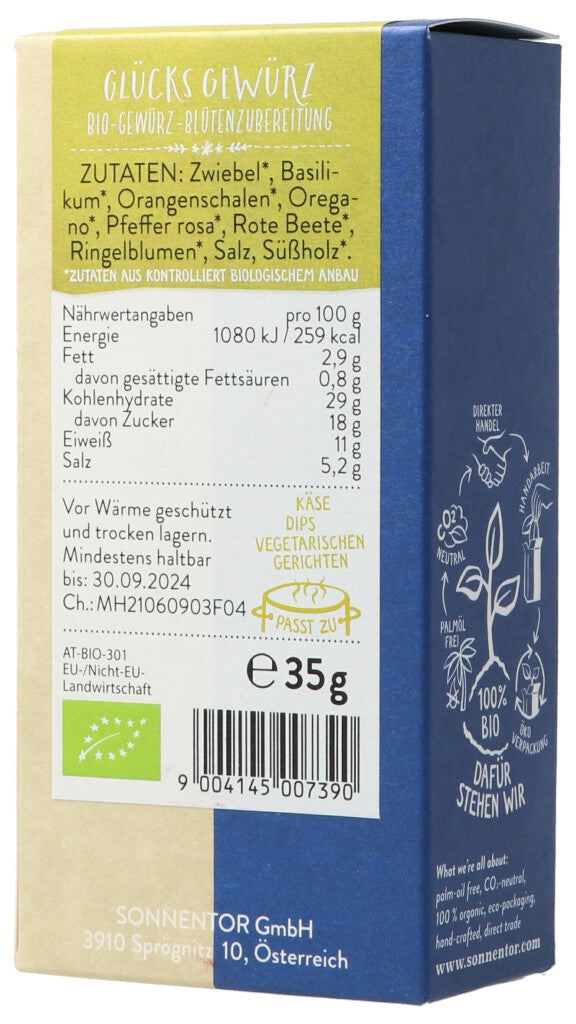 GLÜCKS GEWÜRZ
BIO-GEWÜRZ-BLÜTENZUBEREITUNG
ZUTATEN: Zwiebel*, Basili-
kum*, Orangenschalen*, Orega-
no*, Pfeffer rosa*, Rote Beete*,
Ringelblumen*, Salz, Süßholz*.
*ZUTATEN AUS KONTROLLIERT BIOLOGISCHEM ANBAU
Nährwertangaben pro 100 g
Energie 1080 kJ / 259 kcal
Fett 2,9 g
davon gesättigte Fettsäuren 0,8 g
Kohlenhydrate 29 g
davon Zucker 18 g
Eiweiß 11 g
Salz 5,2 g
Vor Wärme geschützt
und trocken lagern.
Mindestens haltbar
bis: 30.09.2024
Ch.: MH21060903F04
KÄSE
DIPS
VEGETARISCHEN
GERICHTEN
PASST ZU
AT-BIO-301
EU-/Nicht-EU-
Landwirtschaft
e 35g
9 004145 007390
SONNENTOR GmbH
3910 Sprögnitz 10, Österreich
DIREKTER
HANDEL
HANDARBEIT
CO2
NEUTRAL
PALMÖL
FREI
ÖKO
VERPACKUNG
100%
BIO
DAFÜR
STEHEN WIR
What we're all about:
palm-oil free, CO2-neutral,
100 % organic, eco-packaging,
hand-crafted, direct trade
www.sonnentor.com